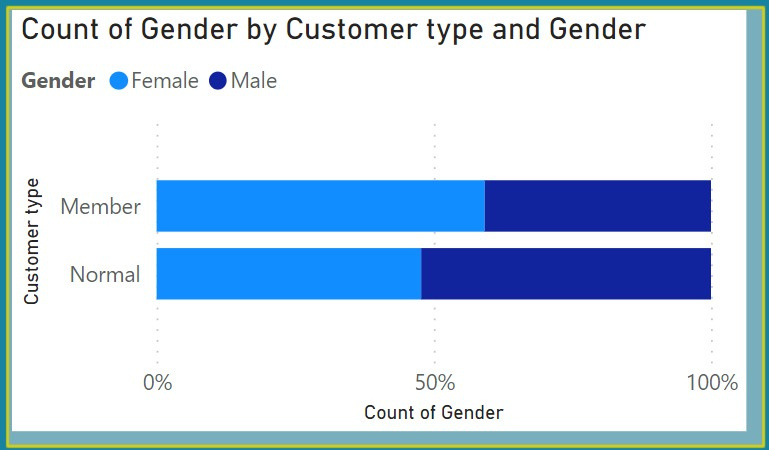 Count of Gender by Customer type and Gender
Gender Female Male
Customer type
Member
Normal
0% 50% 100%
Count of Gender